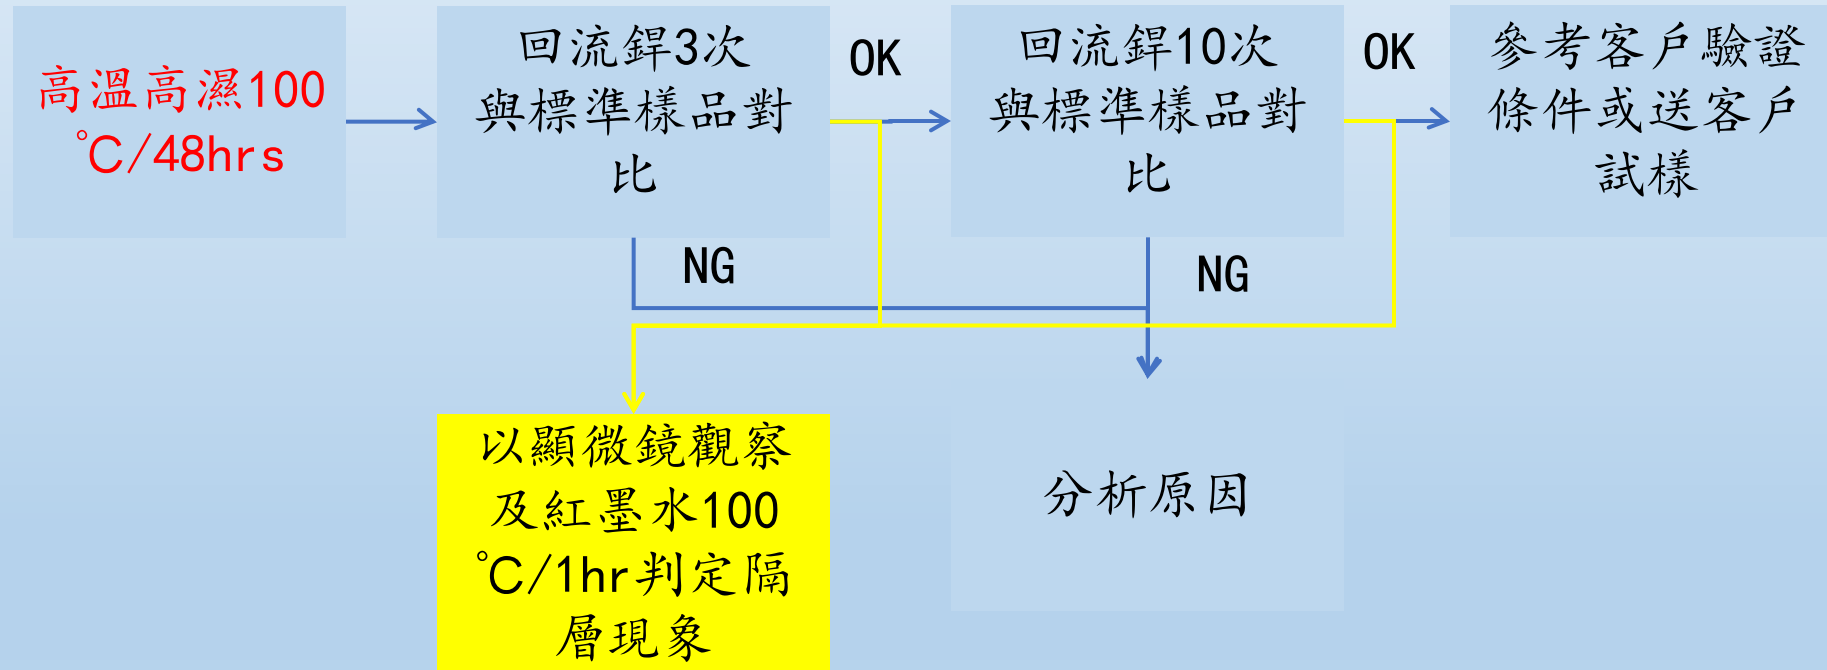 高溫高濕100
℃/48hrs
回流銲3次
與標準樣品對
比
OK
回流銲10次
與標準樣品對
比
OK
參考客戶驗證
條件或送客戶
試樣
NG
NG
以顯微鏡觀察
及紅墨水100
℃/1hr判定隔
層現象
分析原因